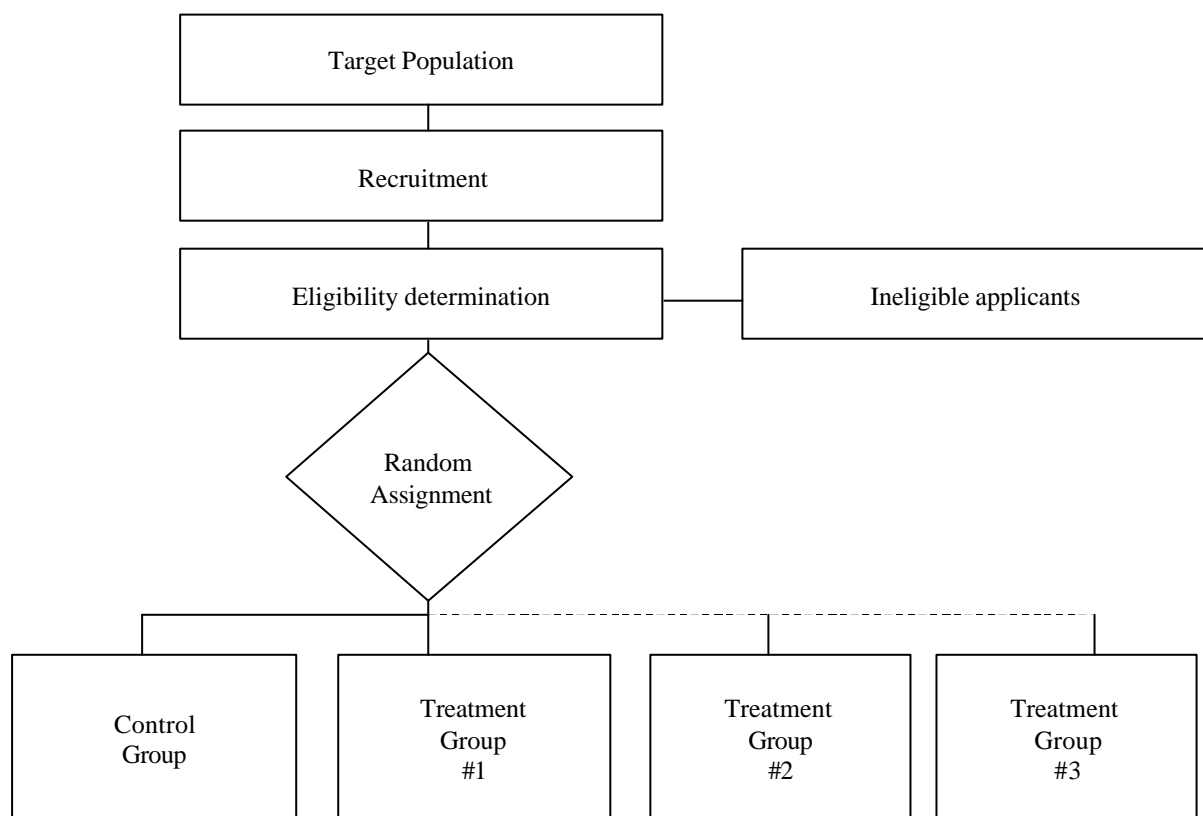 Target Population
Recruitment
Eligibility determination
Ineligible applicants
Random
Assignment
Control
Group
Treatment
Group
#1
Treatment
Group
#2
Treatment
Group
#3